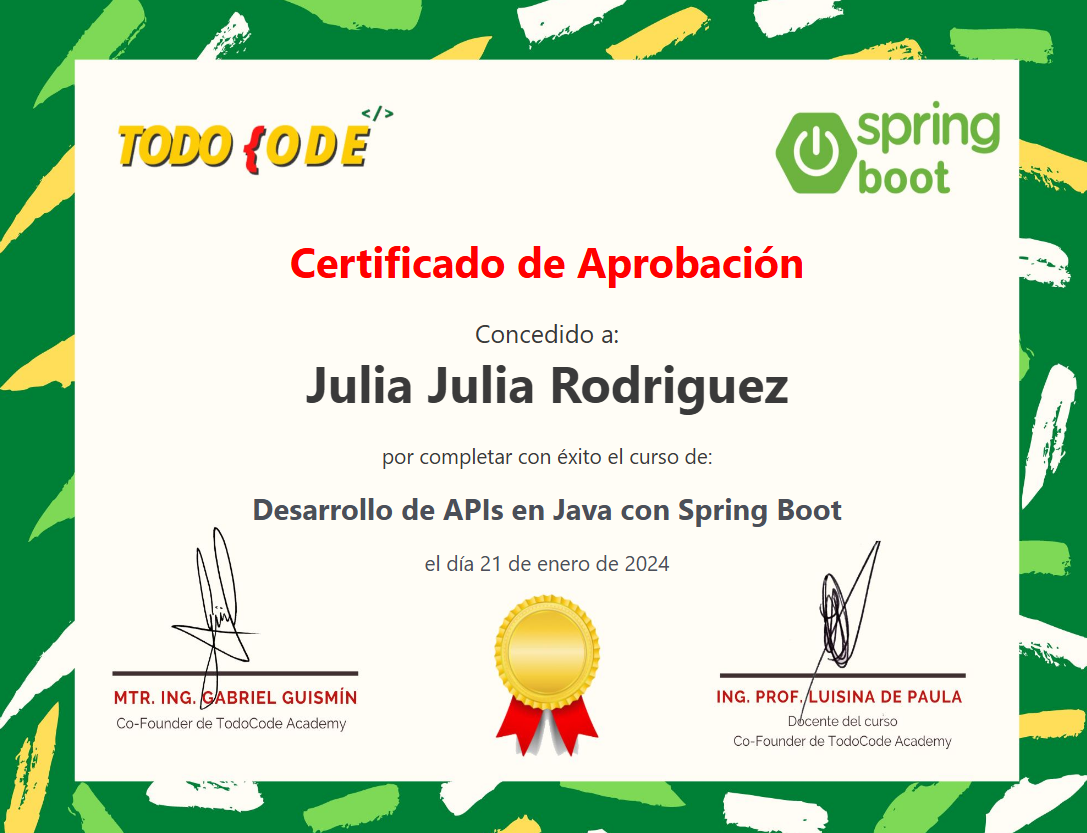 TODO {ODE </>
spring
boot
Certificado de Aprobación
Concedido a:
Julia Julia Rodriguez
por completar con éxito el curso de:
Desarrollo de APIs en Java con Spring Boot
el día 21 de enero de 2024
MTR. ING. GABRIEL GUISMÍN
Co-Founder de TodoCode Academy
ING. PROF. LUISINA DE PAULA
Docente del curso
Co-Founder de TodoCode Academy